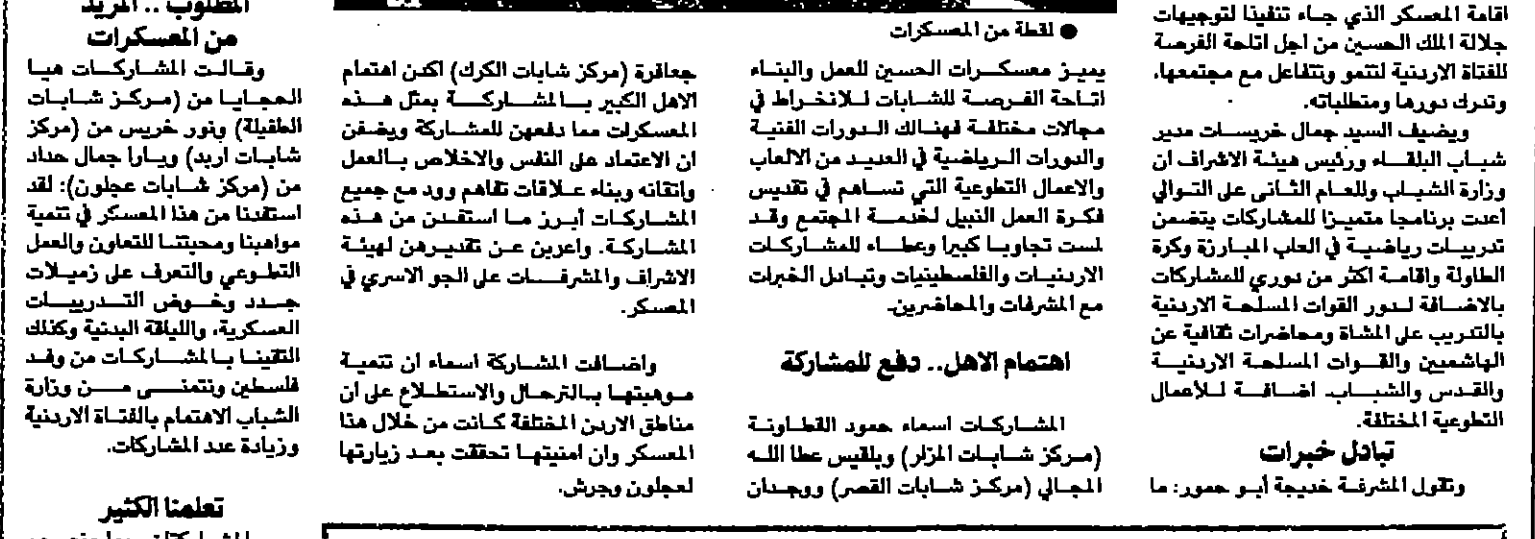 اقامة المعسكر الذي جاء تنفيذا لتوجيهات
جلالة الملك الحسين من اجل اتاحة الفرصة
للفتاة الاردنية لتنمو وتتفاعل مع مجتمعها،
وتدرك دورها ومتطلباته.
ويضيف السيد جمال خريسات مدير
شباب البلقاء ورئيس هيئة الاشراف ان
وزارة الشباب وللعام الثاني على التوالي
أعدت برنامجا متميزا للمشاركات يتضمن
تدريبات رياضية في العاب المبارزة وكرة
الطاولة واقامة اكثر من دوري للمشاركات
بالاضافة لدور القوات المسلحة الاردنية
بالتدريب على المشاة ومحاضرات ثقافية عن
الهاشميين والقوات المسلحة الاردنية
والقدس والشباب. اضافة للأعمال
التطوعية المختلفة.
تبادل خبرات
وتقول المشرفة خديجة أبو حمور: ما
● لقطة من المعسكرات
يميز معسكرات الحسين للعمل والبناء
اتاحة الفرصة للشابات للانخراط في
مجالات مختلفة فهنالك الدورات الفنية
والدورات الرياضية في العديد من الالعاب
والاعمال التطوعية التي تساهم في تقديس
فكرة العمل النبيل لخدمة المجتمع وقد
لمست تجاوبا كبيرا وعطاء للمشاركات
الاردنيات والفلسطينيات وتبادل الخبرات
مع المشرفات والمحاضرين.
اهتمام الاهل.. دفع للمشاركة
المشاركات اسماء حمود القطاونة
(مركز شابات المزار) وبلقيس عطا الله
المجالي (مركز شابات القصر) ووجدان
جعافرة (مركز شابات الكرك) اكدن اهتمام
الاهل الكبير بالمشاركة بمثل هذه
المعسكرات مما دفعهن للمشاركة ويضفن
ان الاعتماد على النفس والاخلاص بالعمل
واتقانه وبناء علاقات تفاهم وود مع جميع
المشاركات أبرز ما استفدن من هذه
المشاركة. واعربن عن تقديرهن لهيئة
الاشراف والمشرفات على الجو الاسري في
المعسكر.
واضافت المشاركة اسماء ان تنمية
موهبتها بالترحال والاستطلاع على ان
مناطق الاردن المختلفة كانت من خلال هذا
المعسكر وان امنيتها تحققت بعد زيارتها
لعجلون وجرش.
المطلوب .. المزيد
من المعسكرات
وقالت المشاركات هيا
الحجايا من (مركز شابات
الطفيلة) ونور خريس من (مركز
شابات اربد) ويارا جمال حداد
من (مركز شابات عجلون): لقد
استفدنا من هذا المعسكر في تنمية
مواهبنا ومحبتنا للتعاون والعمل
التطوعي والتعرف على زميلات
جدد وخوض التدريبات
العسكرية، واللياقة البدنية وكذلك
التقينا بالمشاركات من وفد
فلسطين ونتمنى من وزارة
الشباب الاهتمام بالفتاة الاردنية
وزيادة عدد المشاركات.
تعلمنا الكثير